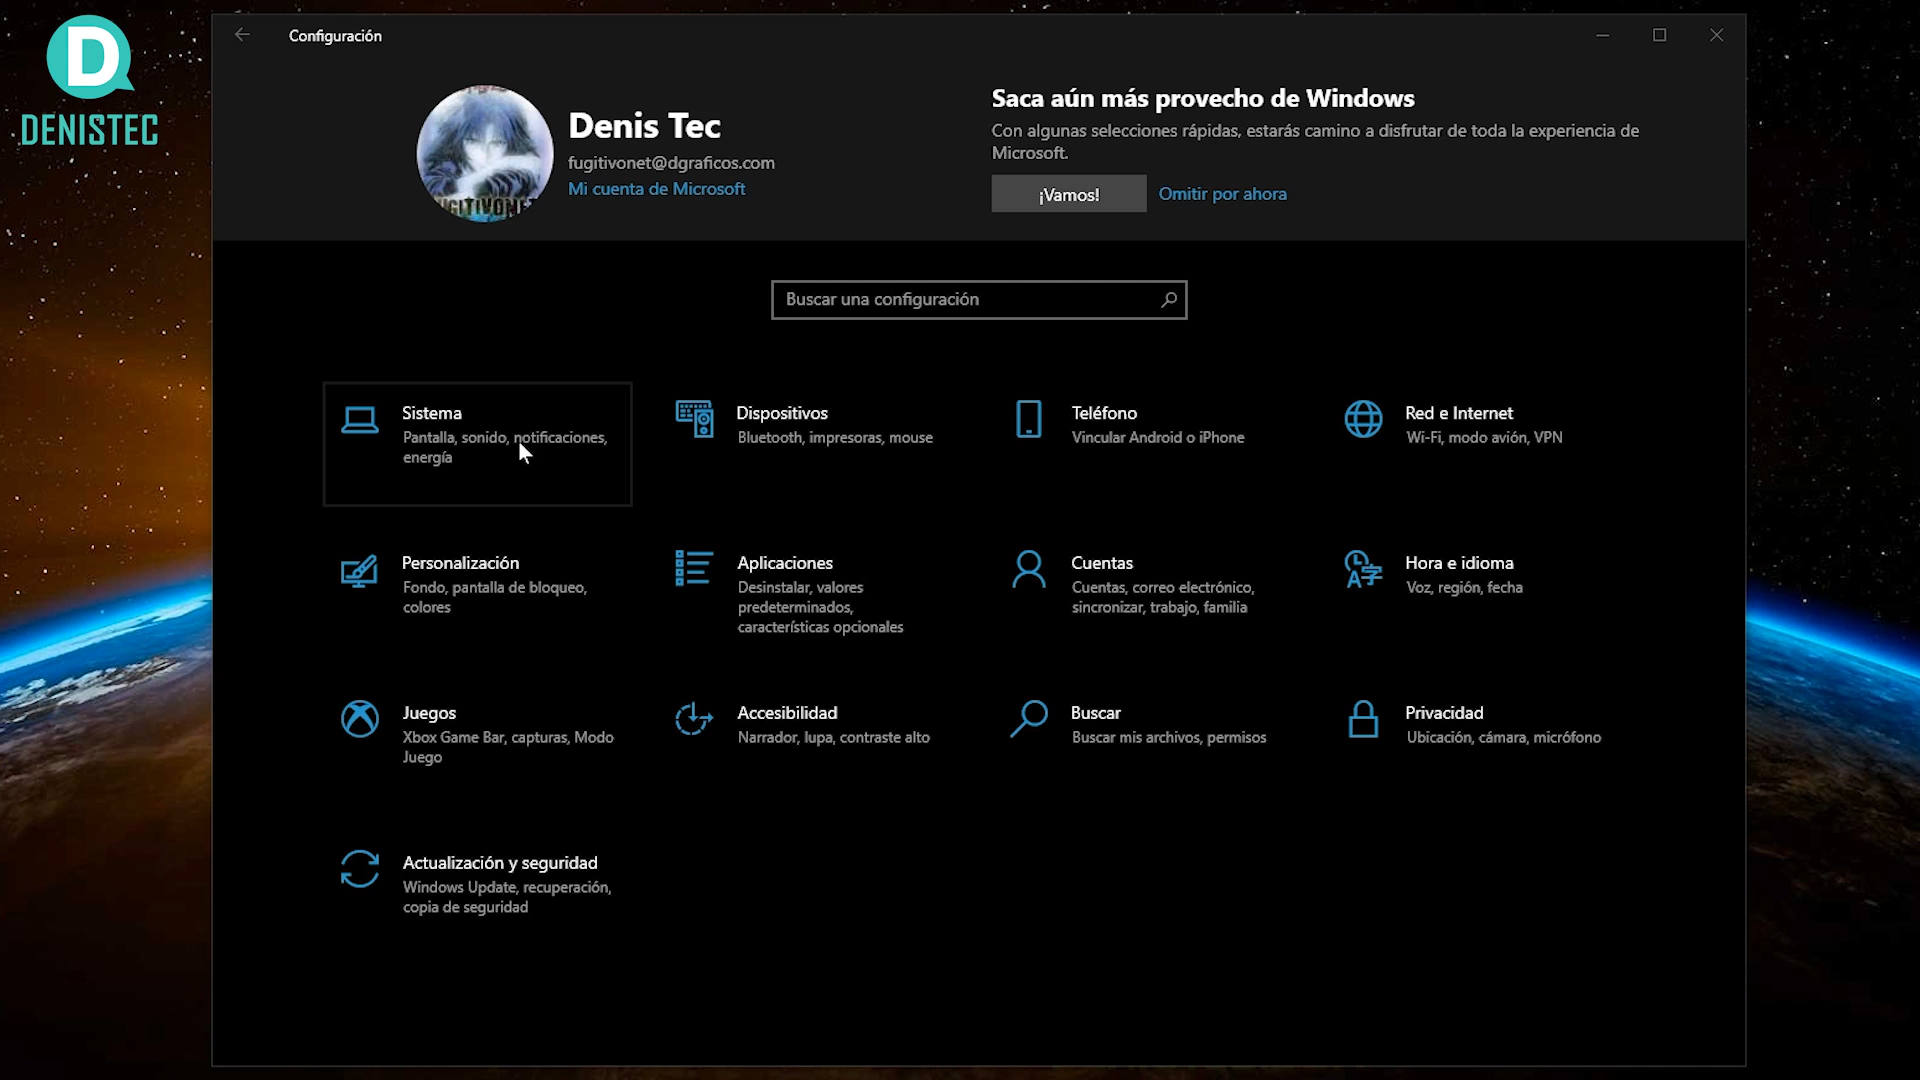 D
DENISTEC
Configuración
Denis Tec
fugitivonet@dgraficos.com
Mi cuenta de Microsoft
Saca aún más provecho de Windows
Con algunas selecciones rápidas, estarás camino a disfrutar de toda la experiencia de
Microsoft.
¡Vamos!
Omitir por ahora
Buscar una configuración
Sistema
Pantalla, sonido, notificaciones,
energía
Dispositivos
Bluetooth, impresoras, mouse
Teléfono
Vincular Android o iPhone
Red e Internet
Wi-Fi, modo avión, VPN
Personalización
Fondo, pantalla de bloqueo,
colores
Aplicaciones
Desinstalar, valores
predeterminados,
características opcionales
Cuentas
Cuentas, correo electrónico,
sincronizar, trabajo, familia
Hora e idioma
Voz, región, fecha
Juegos
Xbox Game Bar, capturas, Modo
Juego
Accesibilidad
Narrador, lupa, contraste alto
Buscar
Buscar mis archivos, permisos
Privacidad
Ubicación, cámara, micrófono
Actualización y seguridad
Windows Update, recuperación,
copia de seguridad